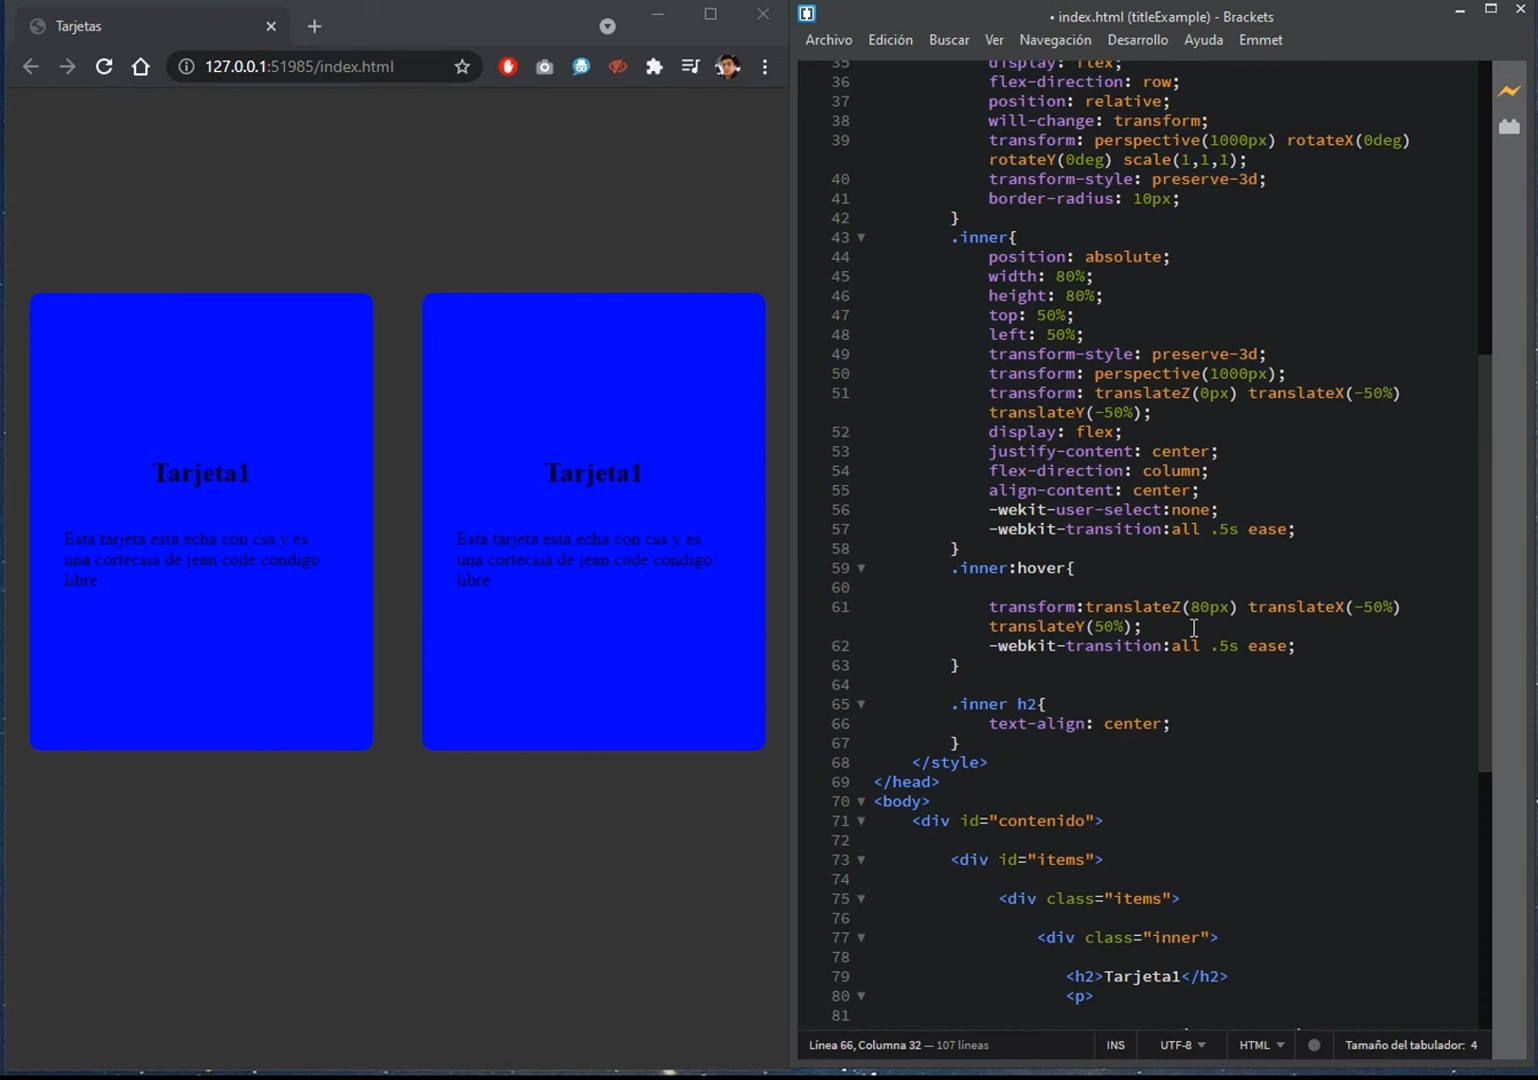 Tarjetas
127.0.0.1:51985/index.html
Tarjeta1
Esta tarjeta esta echa con css y es
una cortecsia de jean code condigo
libre
Tarjeta1
Esta tarjeta esta echa con css y es
una cortecsia de jean code condigo
libre
• index.html (titleExample) - Brackets
Archivo Edición Buscar Ver Navegación Desarrollo Ayuda Emmet
35 display: flex;
36 flex-direction: row;
37 position: relative;
38 will-change: transform;
39 transform: perspective(1000px) rotateX(0deg)
rotateY(0deg) scale(1,1,1);
40 transform-style: preserve-3d;
41 border-radius: 10px;
42 }
43 .inner{
44 position: absolute;
45 width: 80%;
46 height: 80%;
47 top: 50%;
48 left: 50%;
49 transform-style: preserve-3d;
50 transform: perspective(1000px);
51 transform: translateZ(0px) translateX(-50%)
translateY(-50%);
52 display: flex;
53 justify-content: center;
54 flex-direction: column;
55 align-content: center;
56 -wekit-user-select:none;
57 -webkit-transition:all .5s ease;
58 }
59 .inner:hover{
60
61 transform:translateZ(80px) translateX(-50%)
translateY(50%);
62 -webkit-transition:all .5s ease;
63 }
64
65 .inner h2{
66 text-align: center;
67 }
68 </style>
69 </head>
70 <body>
71 <div id="contenido">
72
73 <div id="items">
74
75 <div class="items">
76
77 <div class="inner">
78
79 <h2>Tarjeta1</h2>
80 <p>
81
Línea 66, Columna 32 — 107 líneas INS UTF-8 HTML Tamaño del tabulador: 4